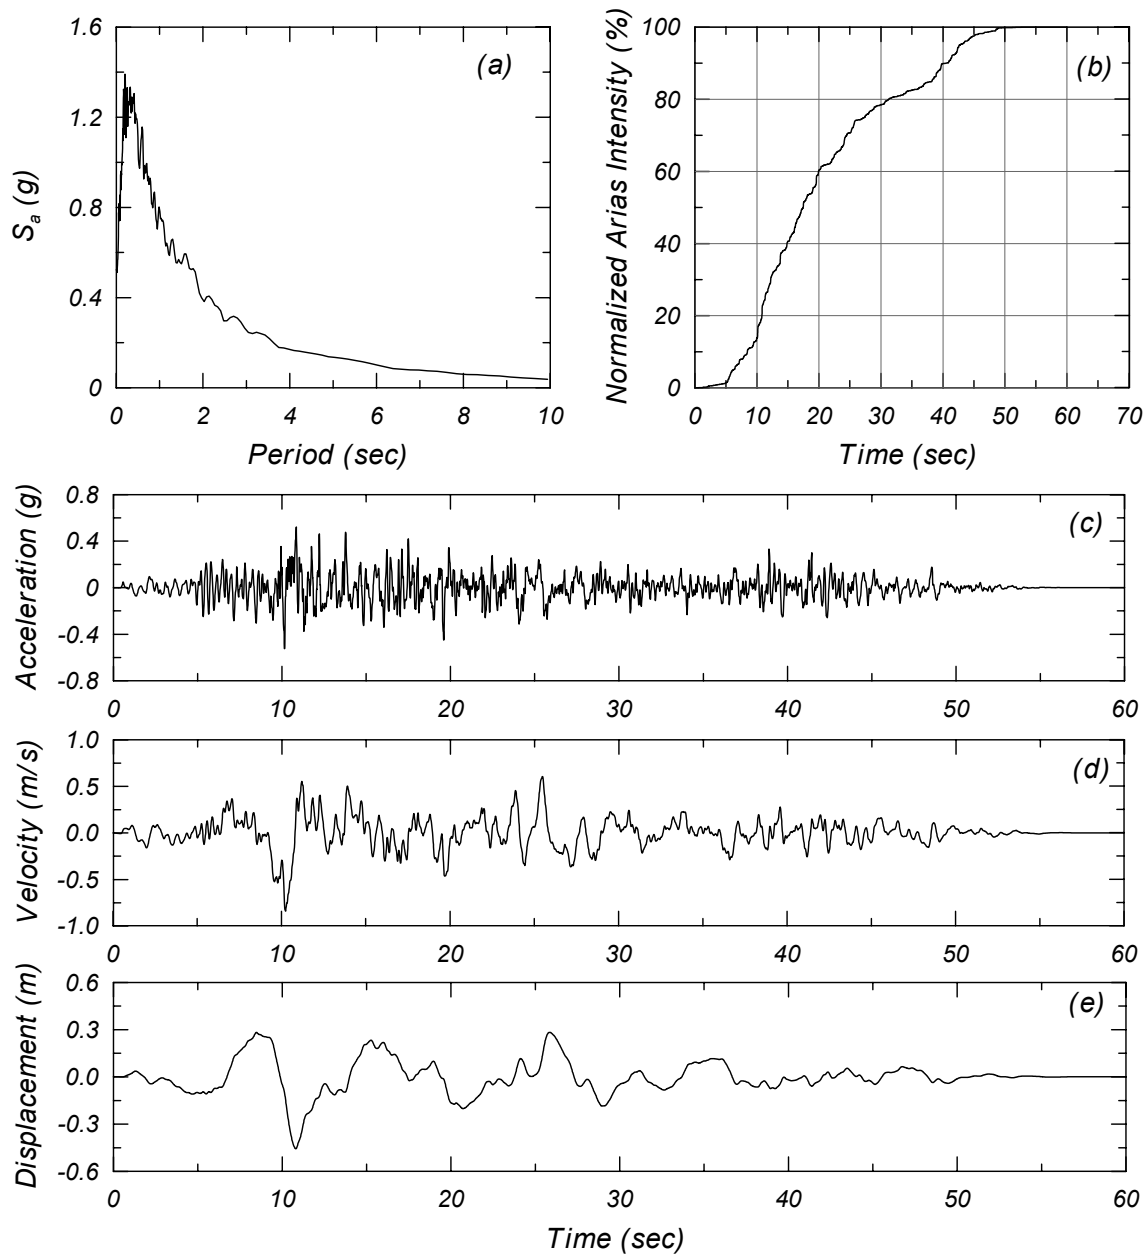 1.6
1.2
0.8
0.4
0
S_a (g)
(a)
0 2 4 6 8 10
Period (sec)
100
80
60
40
20
0
Normalized Arias Intensity (%)
(b)
0 10 20 30 40 50 60 70
Time (sec)
0.8
0.4
0
-0.4
-0.8
Acceleration (g)
(c)
0 10 20 30 40 50 60
1.0
0.5
0.0
-0.5
-1.0
Velocity (m/s)
(d)
0 10 20 30 40 50 60
0.6
0.3
0.0
-0.3
-0.6
Displacement (m)
(e)
0 10 20 30 40 50 60
Time (sec)